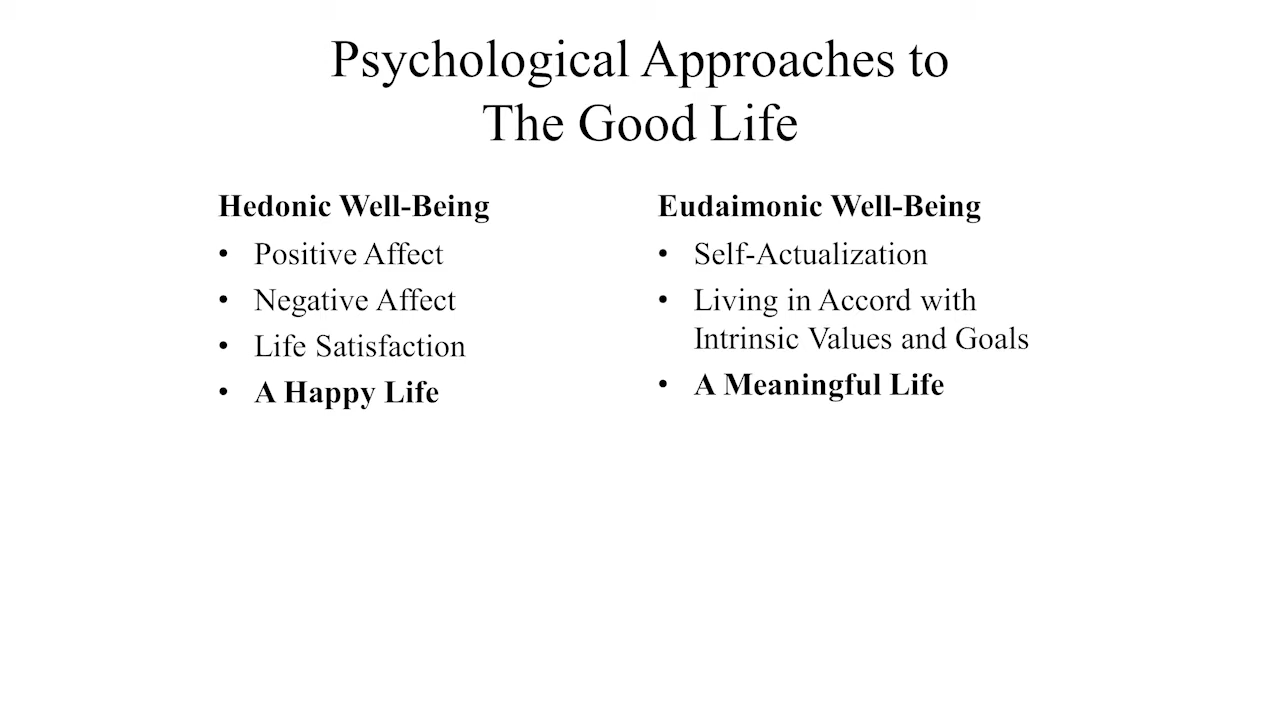 Psychological Approaches to
The Good Life
Hedonic Well-Being
• Positive Affect
• Negative Affect
• Life Satisfaction
• A Happy Life
Eudaimonic Well-Being
• Self-Actualization
• Living in Accord with
Intrinsic Values and Goals
• A Meaningful Life